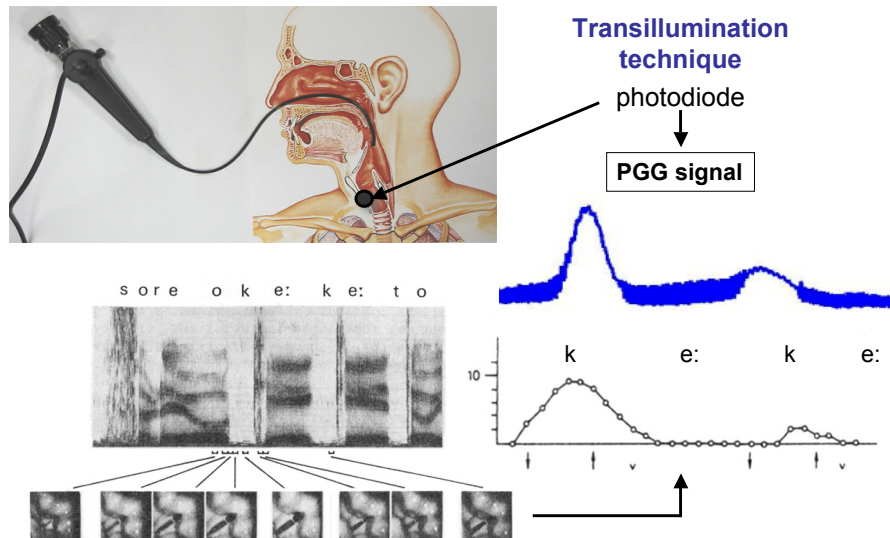 Transillumination
technique
photodiode
PGG signal
s o r e o k e: k e: t o
k e: k e:
10
v v